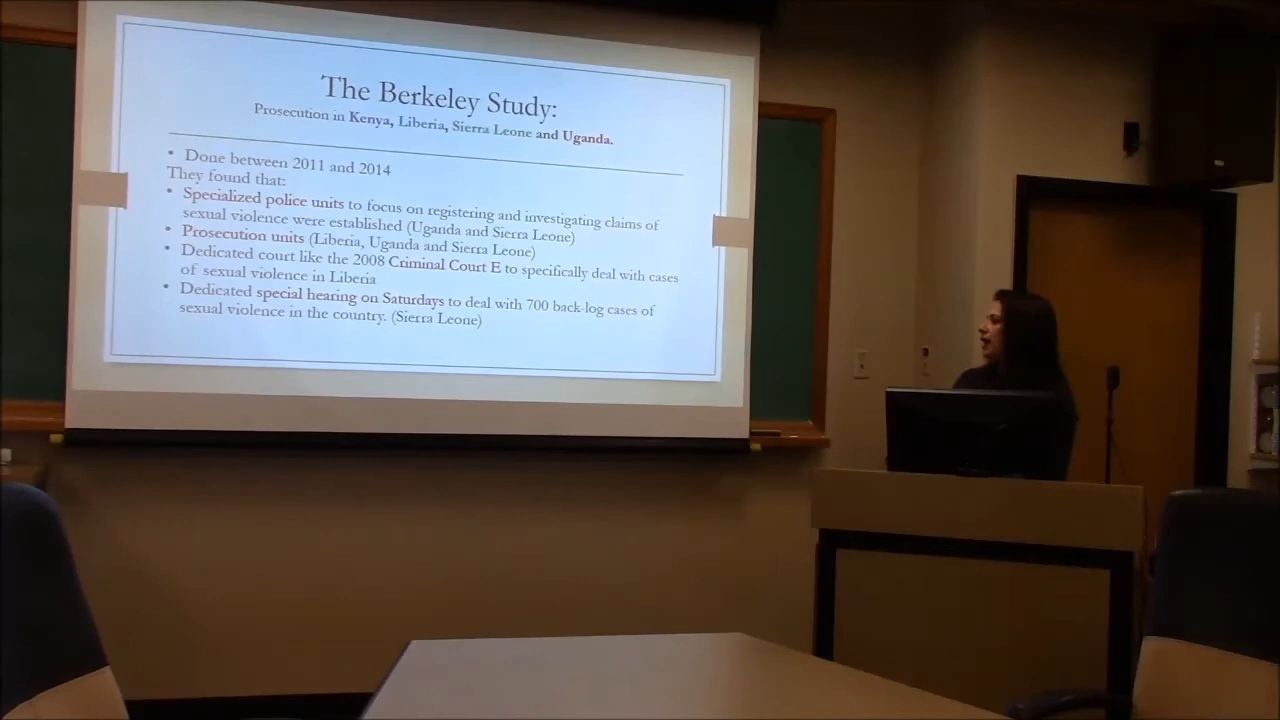 The Berkeley Study:
Prosecution in Kenya, Liberia, Sierra Leone and Uganda.
• Done between 2011 and 2014
They found that:
• Specialized police units to focus on registering and investigating claims of
sexual violence were established (Uganda and Sierra Leone)
• Prosecution units (Liberia, Uganda and Sierra Leone)
• Dedicated court like the 2008 Criminal Court E to specifically deal with cases
of sexual violence in Liberia
• Dedicated special hearing on Saturdays to deal with 700 back-log cases of
sexual violence in the country. (Sierra Leone)